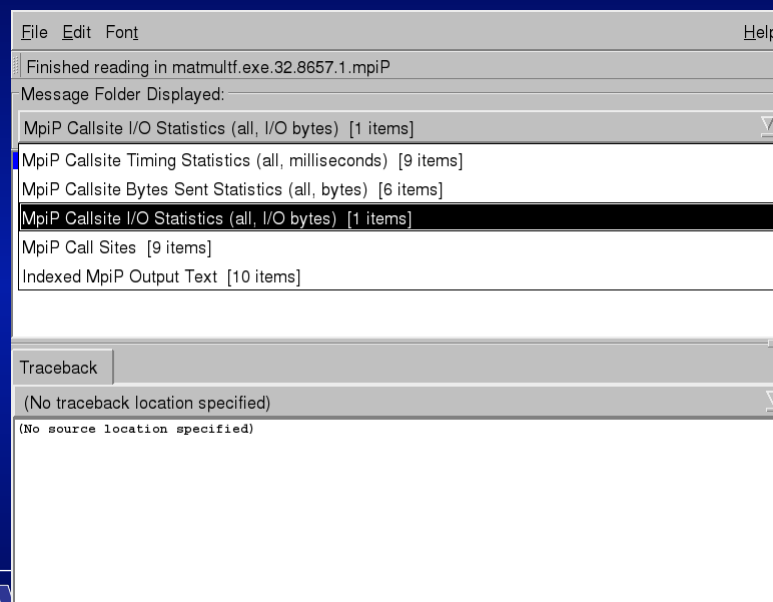 File Edit Font Help
Finished reading in matmultf.exe.32.8657.1.mpiP
Message Folder Displayed:
MpiP Callsite I/O Statistics (all, I/O bytes) [1 items]
MpiP Callsite Timing Statistics (all, milliseconds) [9 items]
MpiP Callsite Bytes Sent Statistics (all, bytes) [6 items]
MpiP Callsite I/O Statistics (all, I/O bytes) [1 items]
MpiP Call Sites [9 items]
Indexed MpiP Output Text [10 items]
Traceback
(No traceback location specified)
(No source location specified)